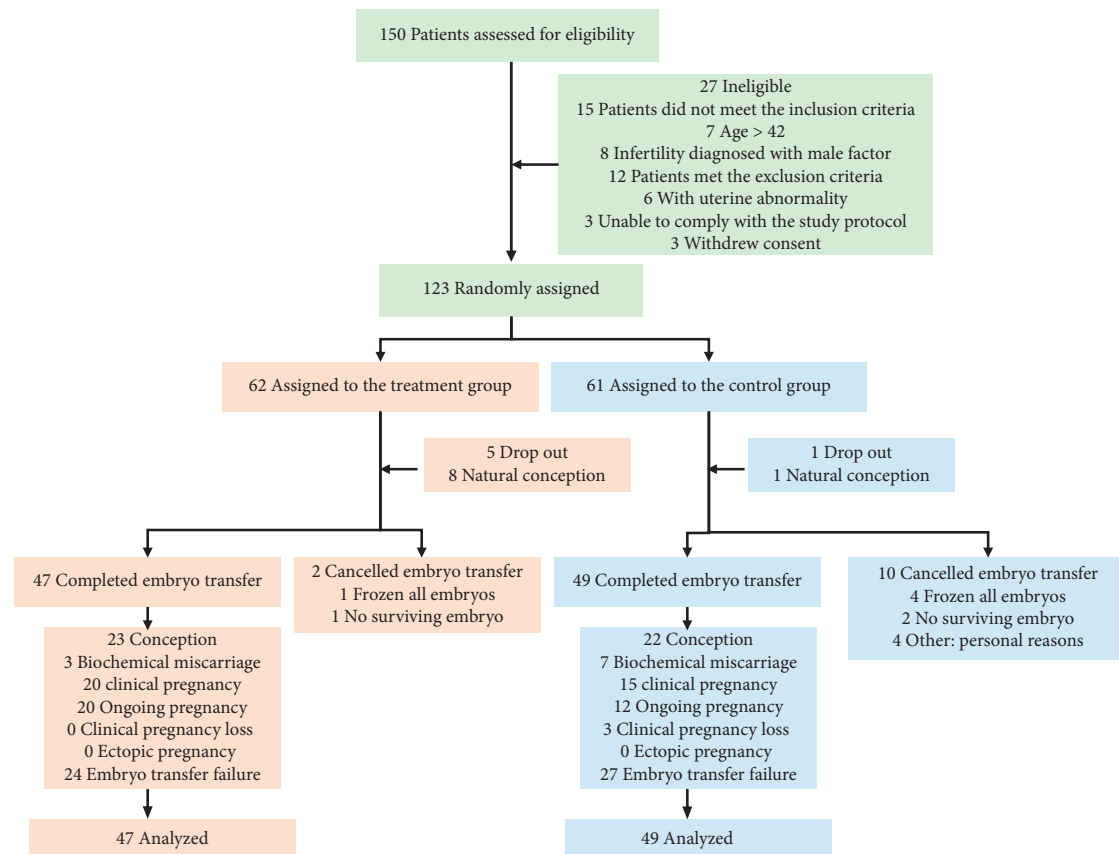 150 Patients assessed for eligibility
27 Ineligible
15 Patients did not meet the inclusion criteria
7 Age > 42
8 Infertility diagnosed with male factor
12 Patients met the exclusion criteria
6 With uterine abnormality
3 Unable to comply with the study protocol
3 Withdrew consent
123 Randomly assigned
62 Assigned to the treatment group
61 Assigned to the control group
5 Drop out
8 Natural conception
1 Drop out
1 Natural conception
47 Completed embryo transfer
2 Cancelled embryo transfer
1 Frozen all embryos
1 No surviving embryo
49 Completed embryo transfer
10 Cancelled embryo transfer
4 Frozen all embryos
2 No surviving embryo
4 Other: personal reasons
23 Conception
3 Biochemical miscarriage
20 clinical pregnancy
20 Ongoing pregnancy
0 Clinical pregnancy loss
0 Ectopic pregnancy
24 Embryo transfer failure
22 Conception
7 Biochemical miscarriage
15 clinical pregnancy
12 Ongoing pregnancy
3 Clinical pregnancy loss
0 Ectopic pregnancy
27 Embryo transfer failure
47 Analyzed
49 Analyzed